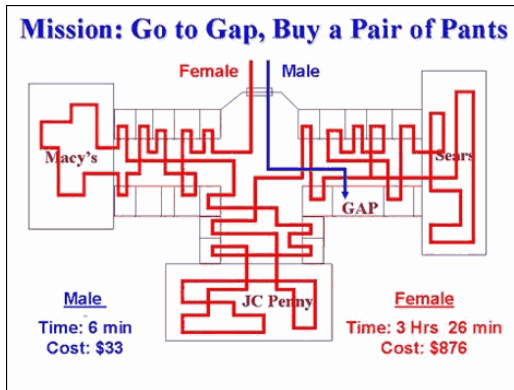 Mission: Go to Gap, Buy a Pair of Pants
Female Male
Macy's
Sears
GAP
JC Penny
Male
Time: 6 min
Cost: $33
Female
Time: 3 Hrs 26 min
Cost: $876